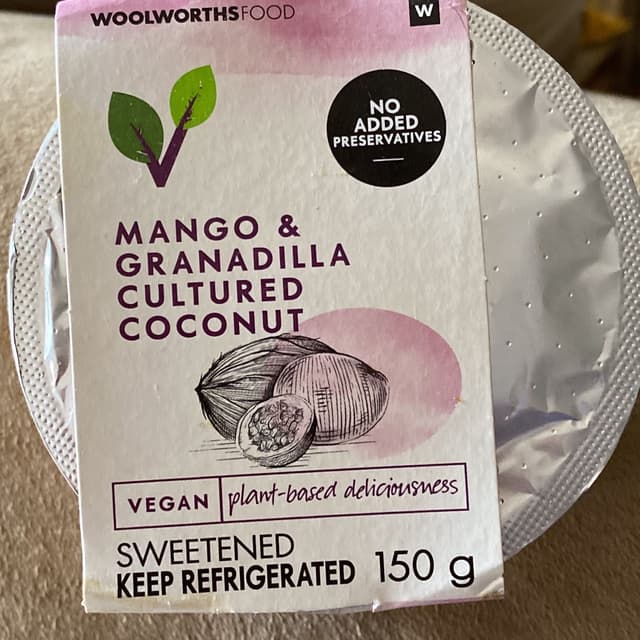 WOOLWORTHSFOOD
W
NO
ADDED
PRESERVATIVES
MANGO &
GRANADILLA
CULTURED
COCONUT
VEGAN
plant-based deliciousness
SWEETENED
KEEP REFRIGERATED
150 g